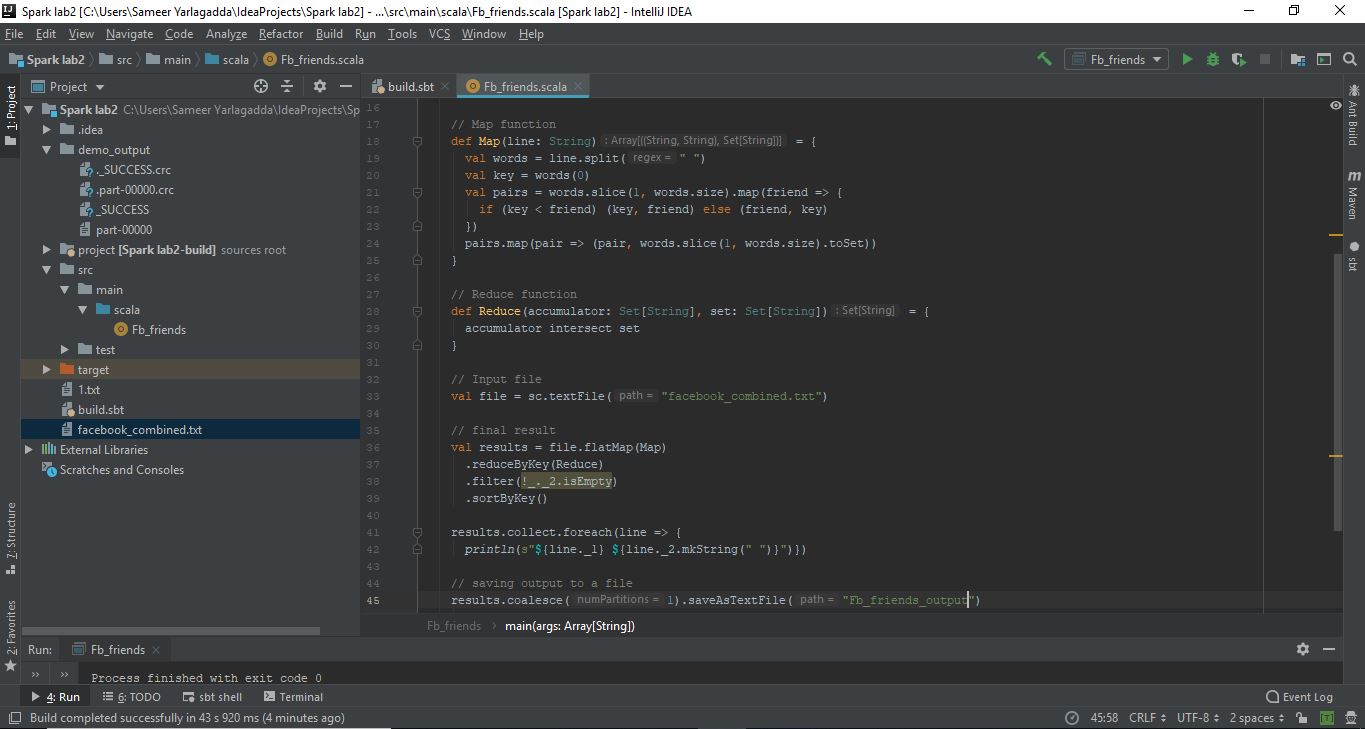 Spark lab2 [C:\Users\Sameer Yarlagadda\IdeaProjects\Spark lab2] - ...\src\main\scala\Fb_friends.scala [Spark lab2] - IntelliJ IDEA
File Edit View Navigate Code Analyze Refactor Build Run Tools VCS Window Help
Spark lab2 src main scala Fb_friends.scala Fb_friends
1: Project
Project
build.sbt Fb_friends.scala
Spark lab2 C:\Users\Sameer Yarlagadda\IdeaProjects\Sp
.idea
demo_output
._SUCCESS.crc
.part-00000.crc
_SUCCESS
part-00000
project [Spark lab2-build] sources root
src
main
scala
Fb_friends
test
target
1.txt
build.sbt
facebook_combined.txt
External Libraries
Scratches and Consoles
7: Structure
2: Favorites
16
17 // Map function
18 def Map(line: String) : Array[((String, String), Set[String])] = {
19 val words = line.split( regex = " ")
20 val key = words(0)
21 val pairs = words.slice(1, words.size).map(friend => {
22 if (key < friend) (key, friend) else (friend, key)
23 })
24 pairs.map(pair => (pair, words.slice(1, words.size).toSet))
25 }
26
27 // Reduce function
28 def Reduce(accumulator: Set[String], set: Set[String]) : Set[String] = {
29 accumulator intersect set
30 }
31
32 // Input file
33 val file = sc.textFile( path = "facebook_combined.txt")
34
35 // final result
36 val results = file.flatMap(Map)
37 .reduceByKey(Reduce)
38 .filter(!_._2.isEmpty)
39 .sortByKey()
40
41 results.collect.foreach(line => {
42 println(s"${line._1} ${line._2.mkString(" ")}")})
43
44 // saving output to a file
45 results.coalesce( numPartitions = 1).saveAsTextFile( path = "Fb_friends_output")
Fb_friends main(args: Array[String])
Ant Build
m Maven
sbt
Run: Fb_friends
Process finished with exit code 0
4: Run 6: TODO sbt shell Terminal Event Log
Build completed successfully in 43 s 920 ms (4 minutes ago) 45:58 CRLF UTF-8 2 spaces